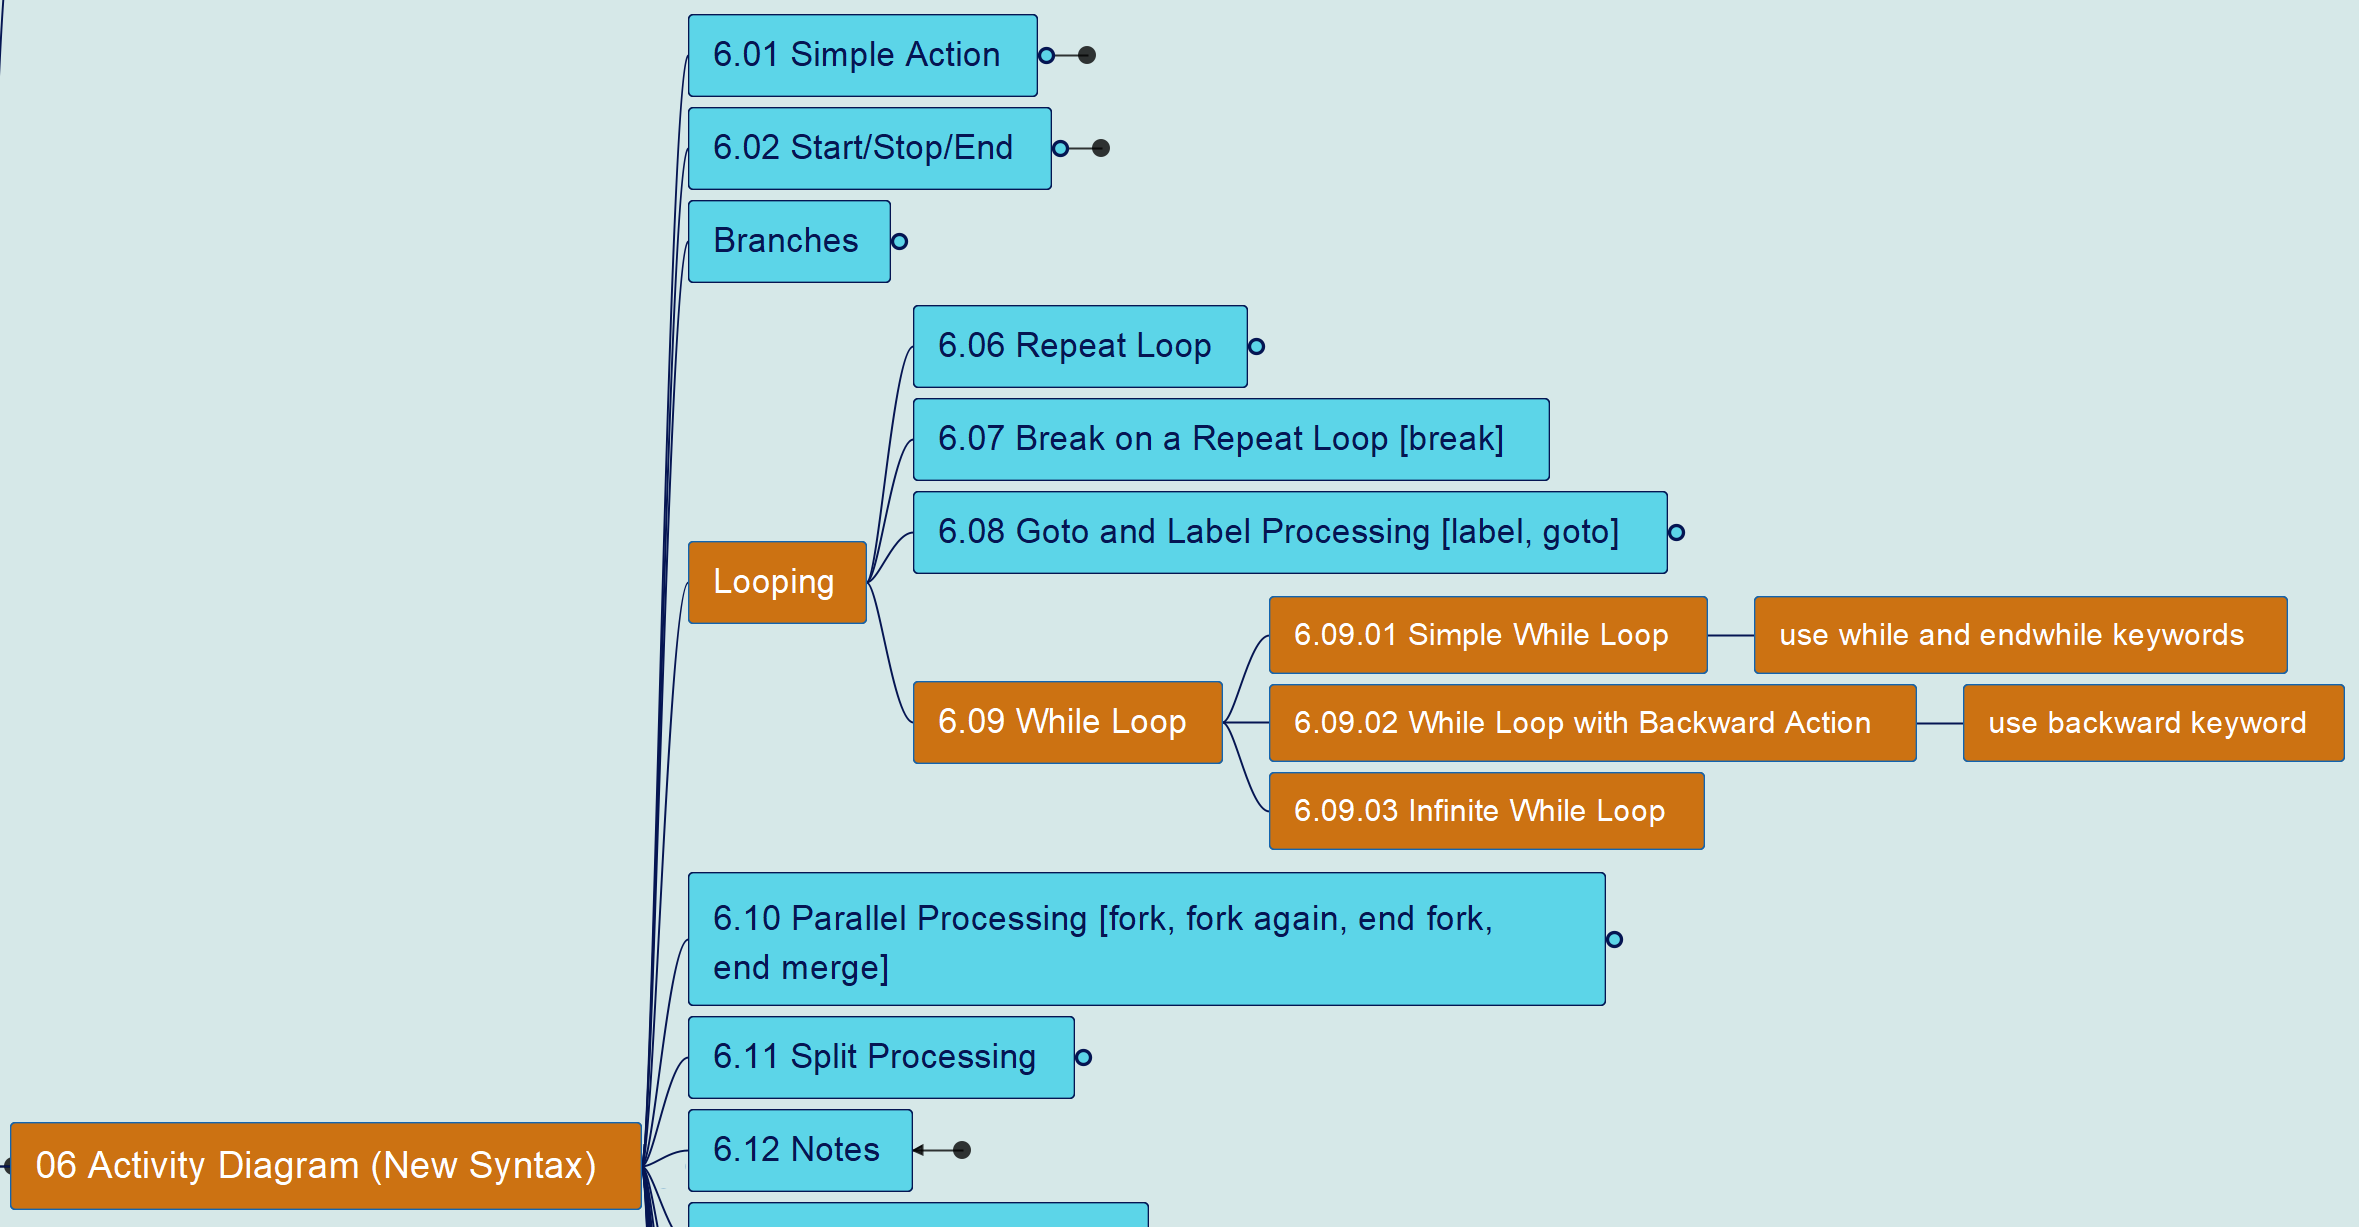 6.01 Simple Action
6.02 Start/Stop/End
Branches
6.06 Repeat Loop
6.07 Break on a Repeat Loop [break]
6.08 Goto and Label Processing [label, goto]
Looping
6.09.01 Simple While Loop
use while and endwhile keywords
6.09 While Loop
6.09.02 While Loop with Backward Action
use backward keyword
6.09.03 Infinite While Loop
6.10 Parallel Processing [fork, fork again, end fork,
end merge]
6.11 Split Processing
6.12 Notes
06 Activity Diagram (New Syntax)